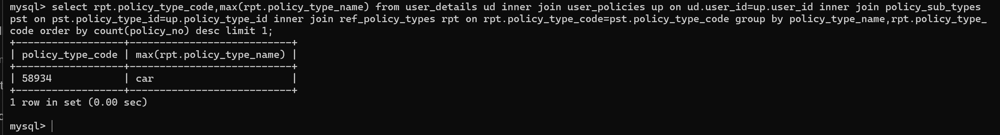 mysql> select rpt.policy_type_code,max(rpt.policy_type_name) from user_details ud inner join user_policies up on ud.user_id=up.user_id inner join policy_sub_types
pst on pst.policy_type_id=up.policy_type_id inner join ref_policy_types rpt on rpt.policy_type_code=pst.policy_type_code group by policy_type_name,rpt.policy_type_
code order by count(policy_no) desc limit 1;
+------------------+---------------------------+
| policy_type_code | max(rpt.policy_type_name) |
+------------------+---------------------------+
| 58934            | car                       |
+------------------+---------------------------+
1 row in set (0.00 sec)
mysql>